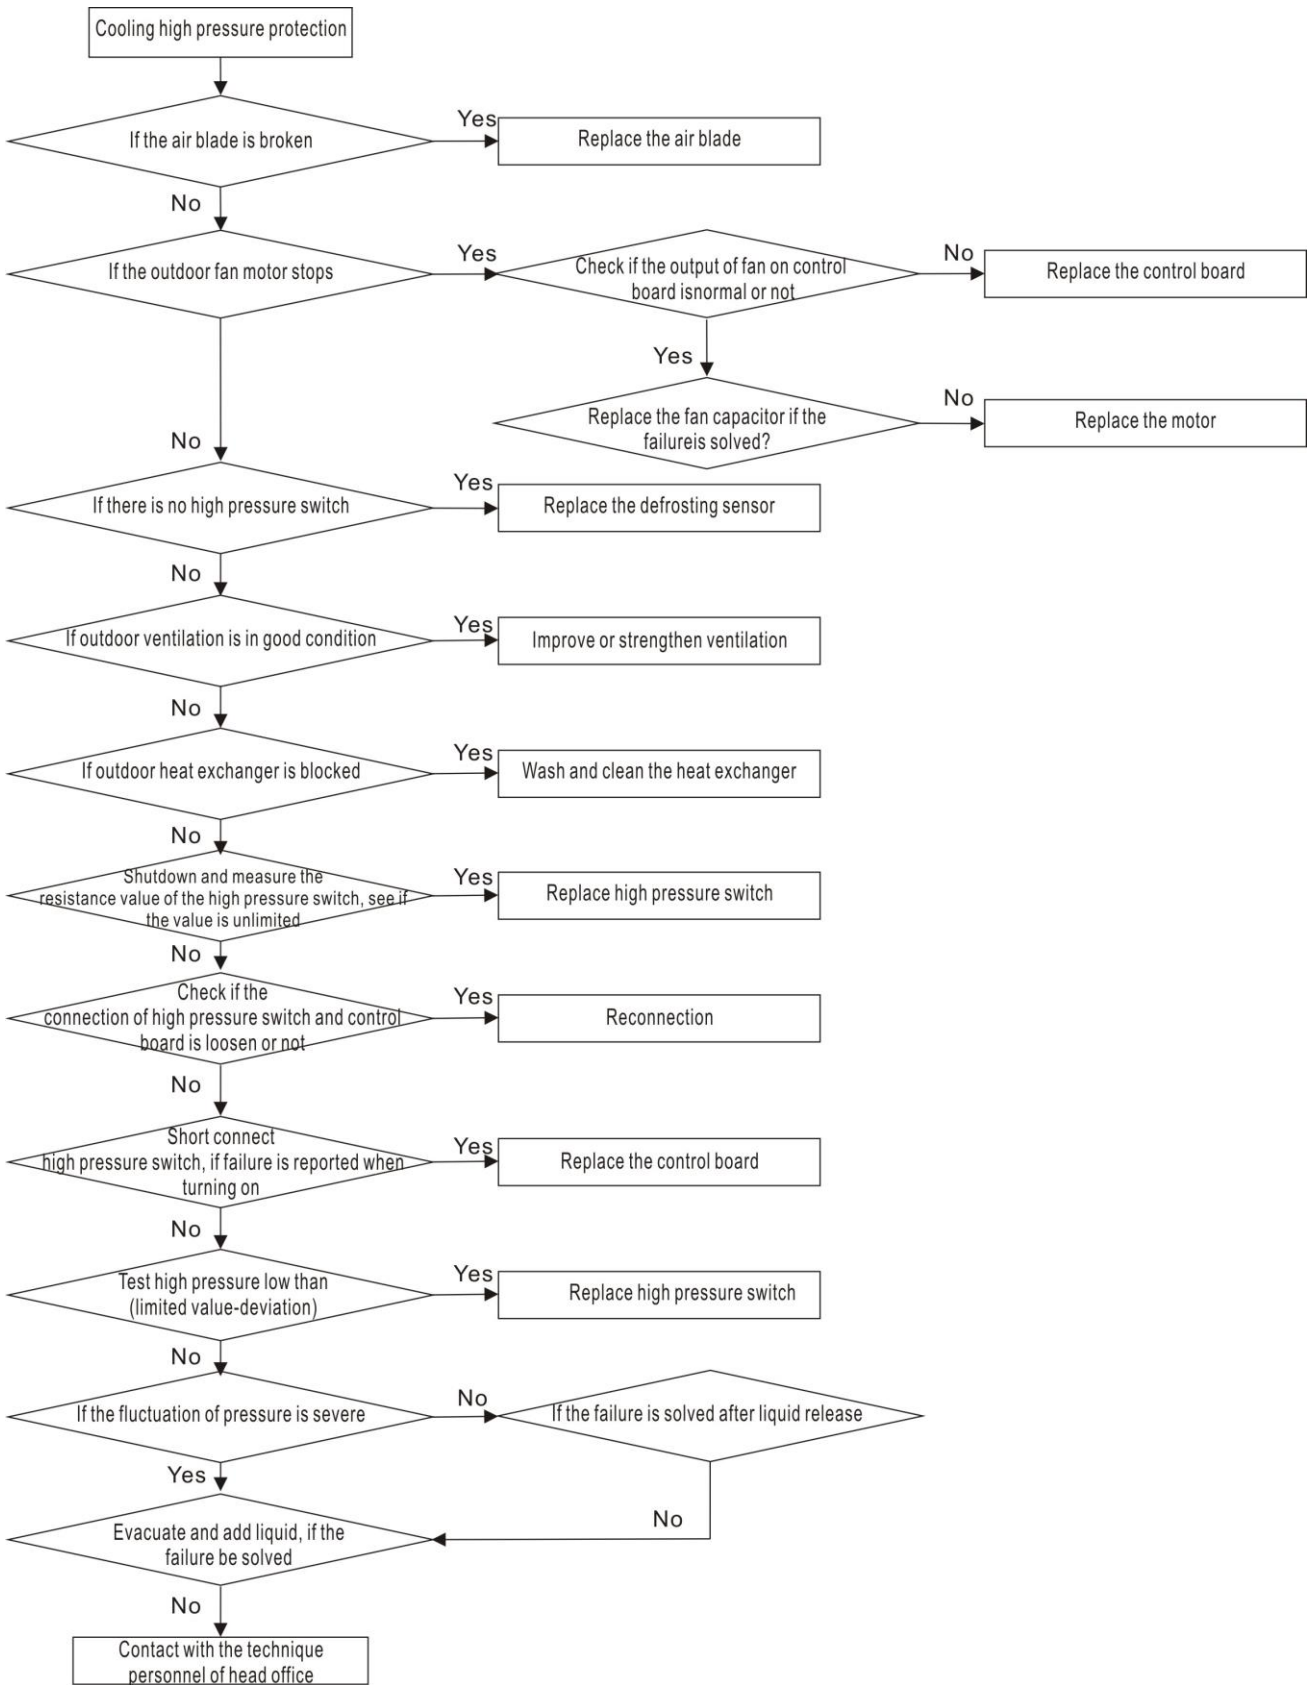 Cooling high pressure protection
If the air blade is broken
Yes
Replace the air blade
No
If the outdoor fan motor stops
Yes
Check if the output of fan on control
board isnormal or not
No
Replace the control board
Yes
Replace the fan capacitor if the
failureis solved?
No
Replace the motor
No
If there is no high pressure switch
Yes
Replace the defrosting sensor
No
If outdoor ventilation is in good condition
Yes
Improve or strengthen ventilation
No
If outdoor heat exchanger is blocked
Yes
Wash and clean the heat exchanger
No
Shutdown and measure the
resistance value of the high pressure switch, see if
the value is unlimited
Yes
Replace high pressure switch
No
Check if the
connection of high pressure switch and control
board is loosen or not
Yes
Reconnection
No
Short connect
high pressure switch, if failure is reported when
turning on
Yes
Replace the control board
No
Test high pressure low than
(limited value-deviation)
Yes
Replace high pressure switch
No
If the fluctuation of pressure is severe
No
If the failure is solved after liquid release
Yes
No
Evacuate and add liquid, if the
failure be solved
No
Contact with the technique
personnel of head office